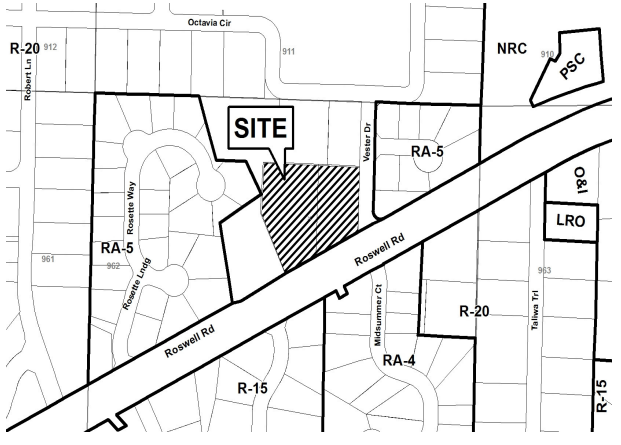 Octavia Cir
R-20
912
911
NRC
910
PSC
Robert Ln
SITE
Vester Dr
RA-5
O&I
Rosette Way
LRO
Roswell Rd
961
RA-5
962
963
Rosette Lndg
Taliwa Trl
Midsummer Ct
R-20
Roswell Rd
RA-4
R-15
R-15